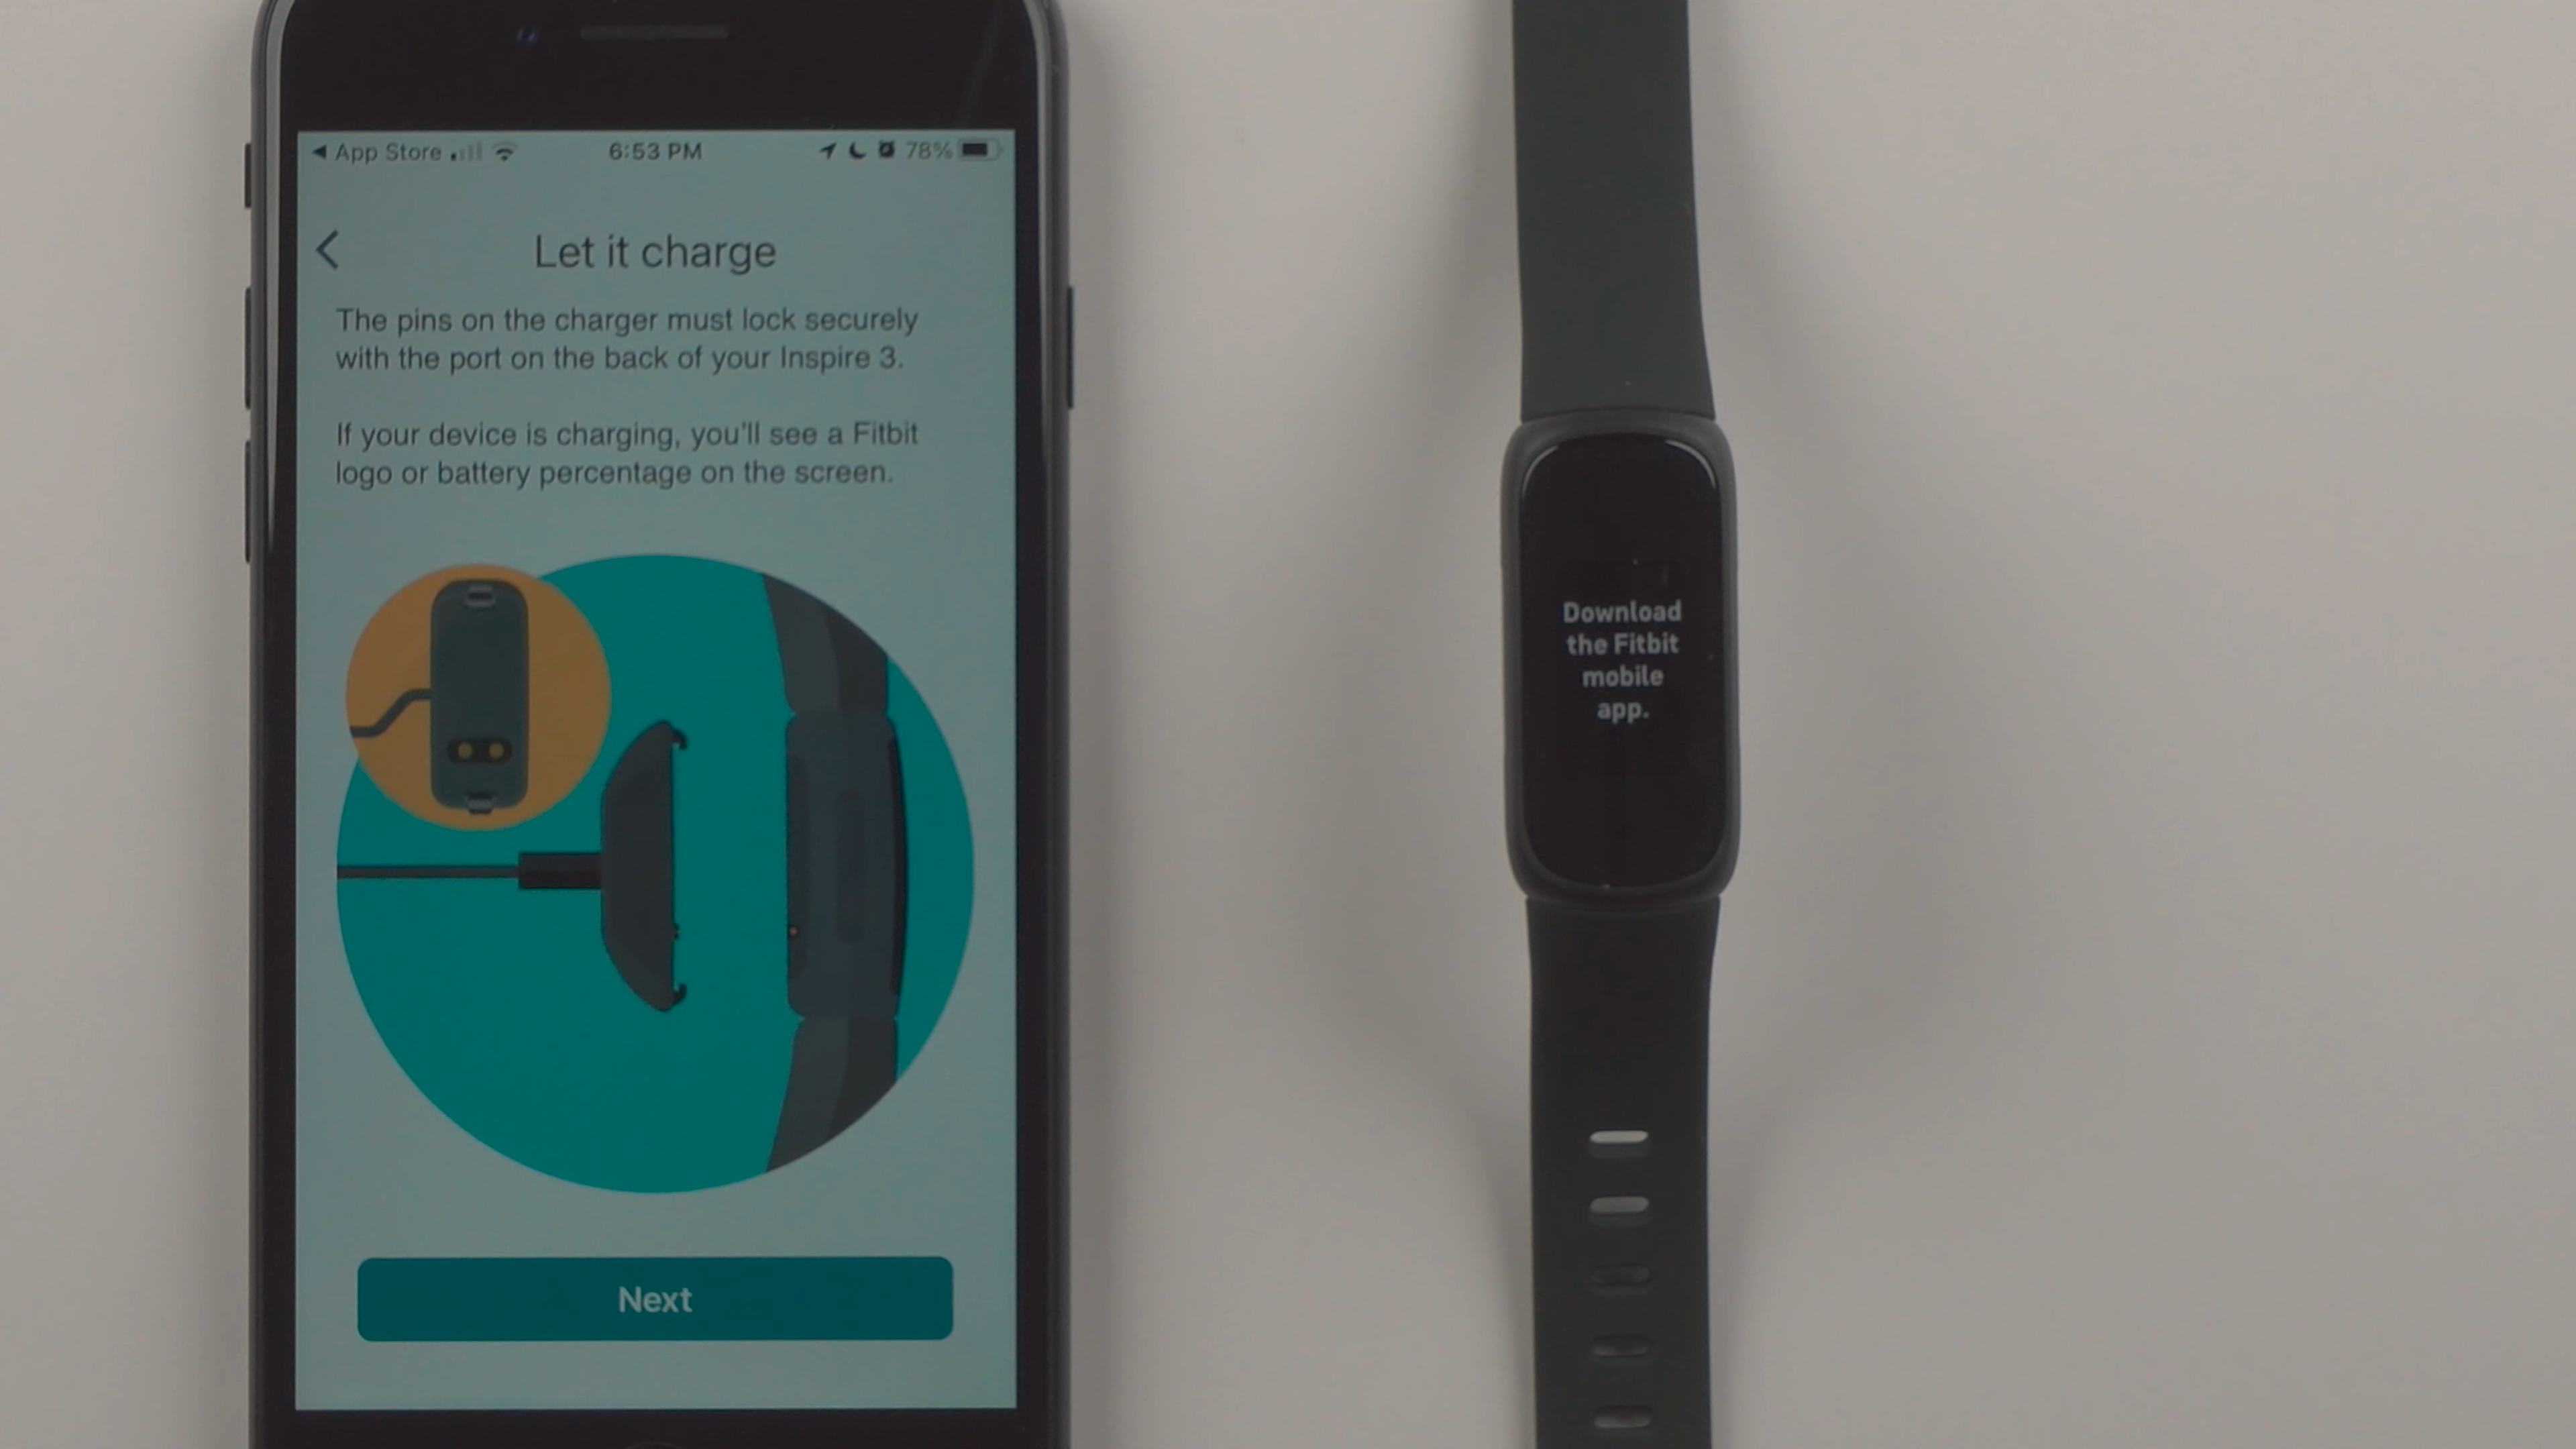 App Store
6:53 PM
78%
Let it charge
The pins on the charger must lock securely
with the port on the back of your Inspire 3.
If your device is charging, you'll see a Fitbit
logo or battery percentage on the screen.
Next
Download
the Fitbit
mobile
app.